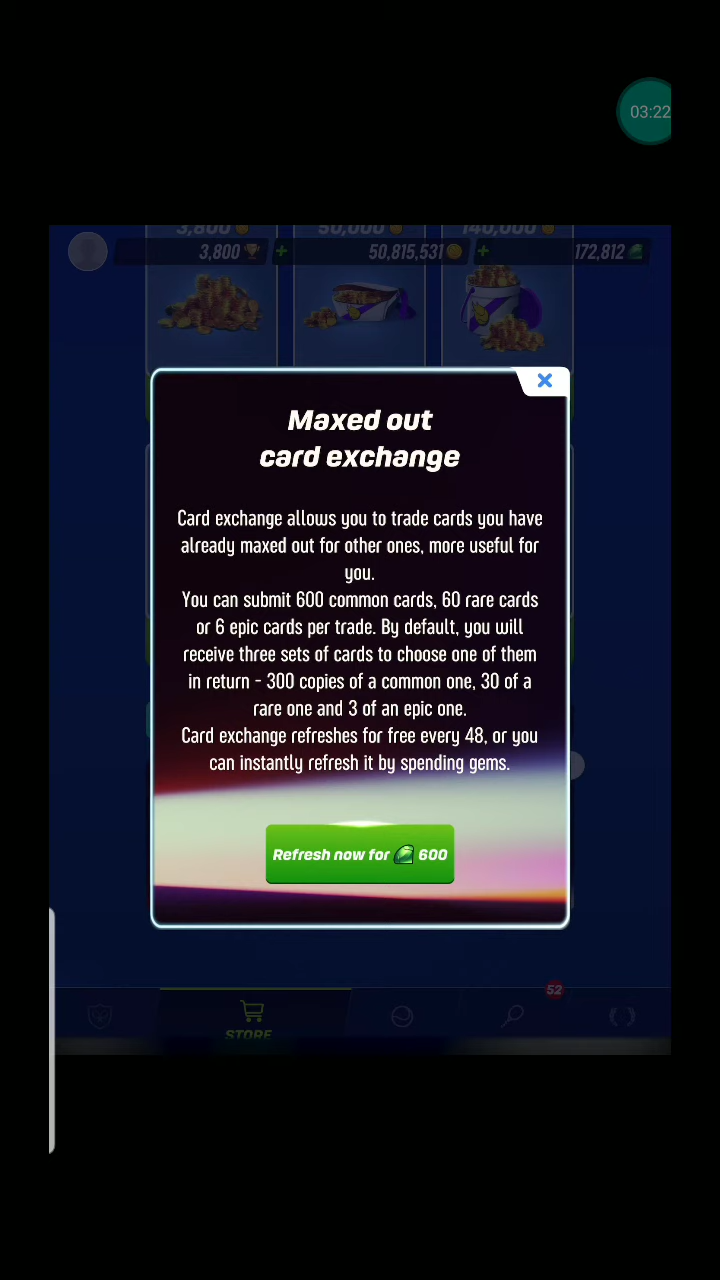 03:22
3,800 50,000 140,000
3,800 + 50,815,531 + 172,812
Maxed out
card exchange
Card exchange allows you to trade cards you have
already maxed out for other ones, more useful for
you.
You can submit 600 common cards, 60 rare cards
or 6 epic cards per trade. By default, you will
receive three sets of cards to choose one of them
in return - 300 copies of a common one, 30 of a
rare one and 3 of an epic one.
Card exchange refreshes for free every 48, or you
can instantly refresh it by spending gems.
Refresh now for 600
52
STORE